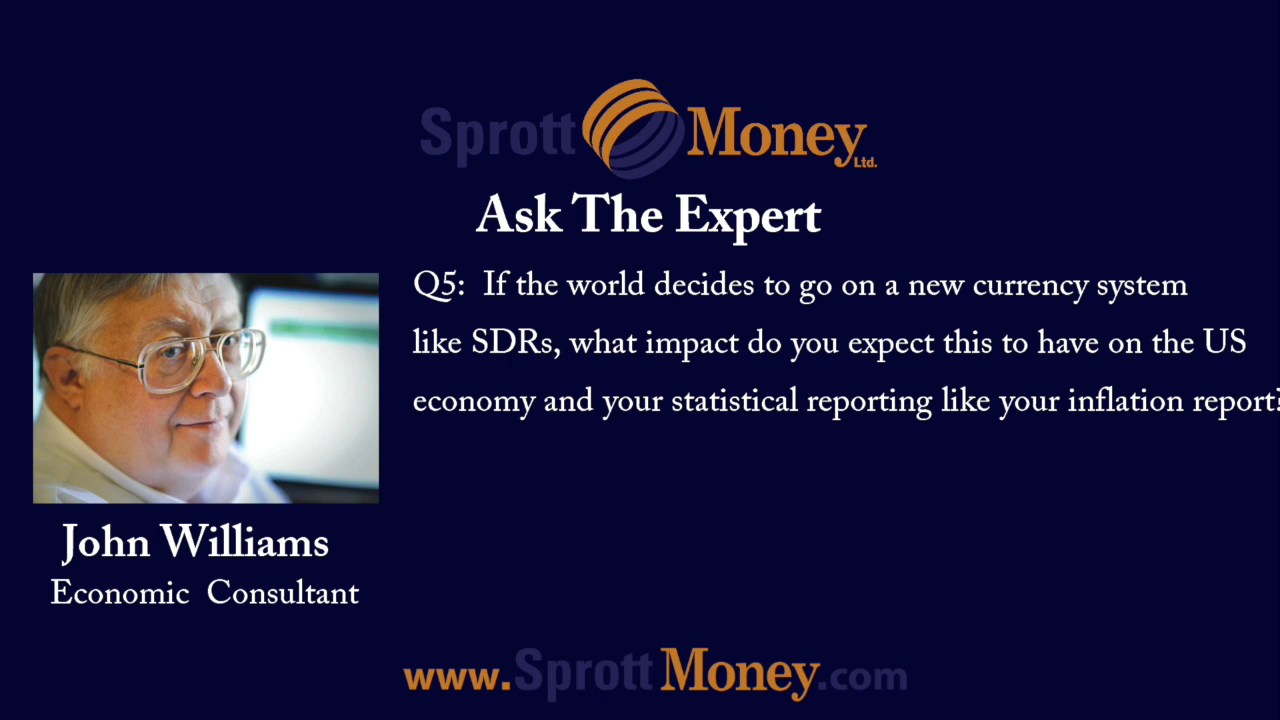 Sprott Money Ltd.
Ask The Expert
Q5: If the world decides to go on a new currency system
like SDRs, what impact do you expect this to have on the US
economy and your statistical reporting like your inflation report?
John Williams
Economic Consultant
www.SprottMoney.com